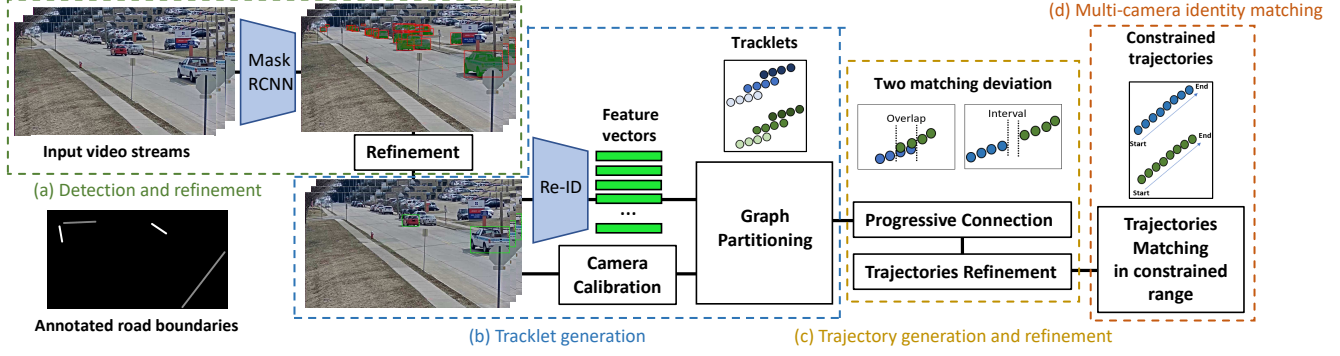 (d) Multi-camera identity matching
Mask
RCNN
Input video streams
Refinement
(a) Detection and refinement
Annotated road boundaries
Feature
vectors
Re-ID
...
Camera
Calibration
Tracklets
Graph
Partitioning
(b) Tracklet generation
Two matching deviation
Overlap
Interval
Progressive Connection
Trajectories Refinement
(c) Trajectory generation and refinement
Constrained
trajectories
End
Start
End
Start
Trajectories
Matching
in constrained
range